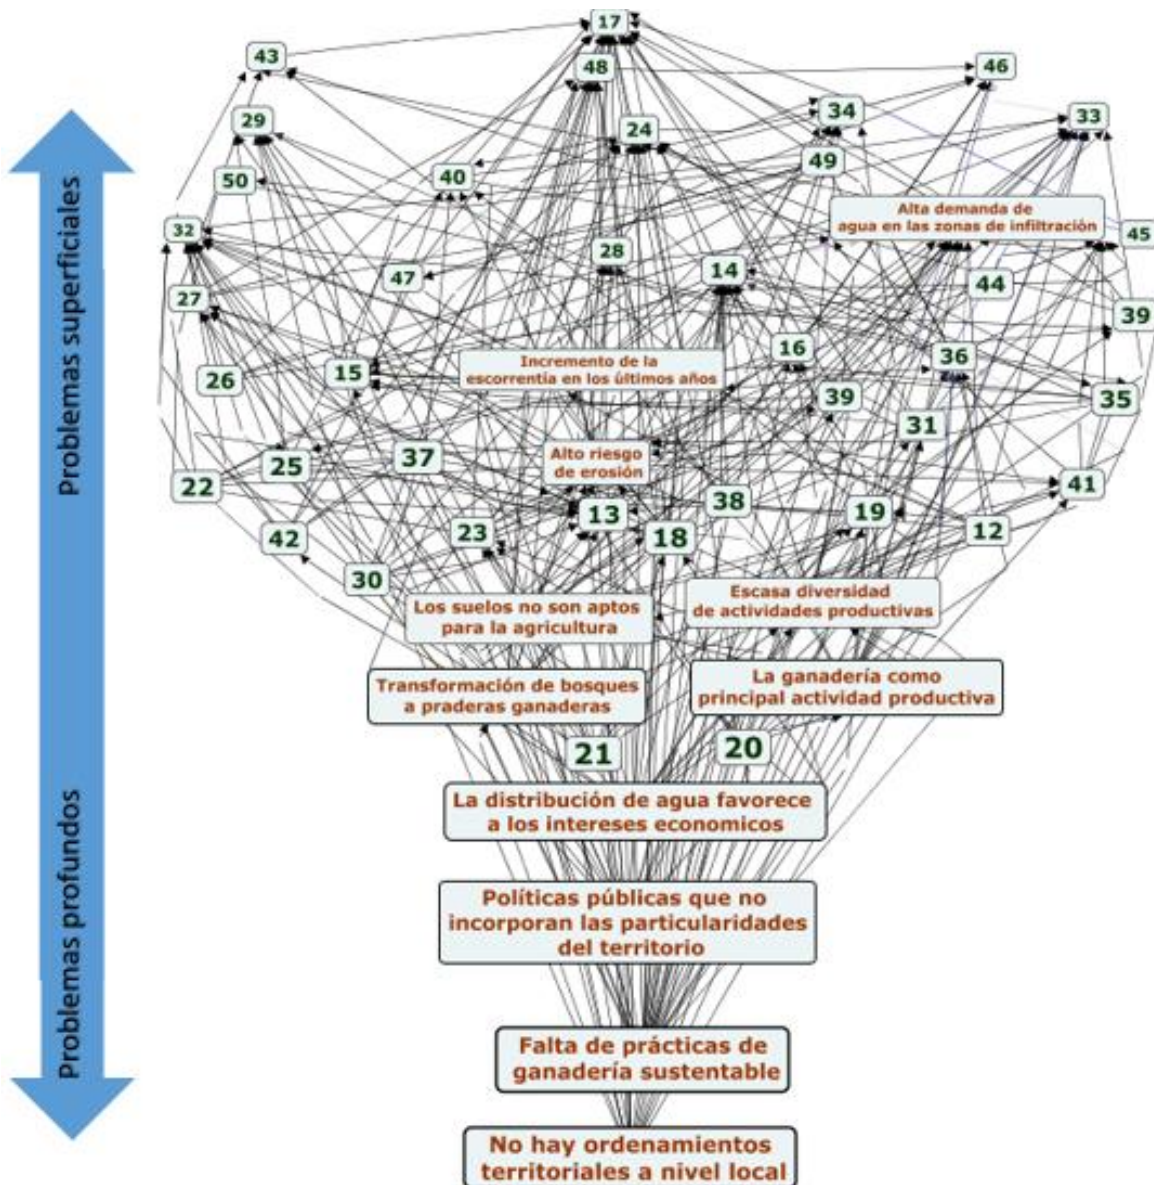 17
43
48
46
29
24
34
33
50
40
49
32
Alta demanda de
agua en las zonas de infiltración
45
28
14
47
44
27
39
Incremento de la
escorrentía en los últimos años
16
36
26
15
39
35
31
Alto riesgo
de erosión
37
25
22
38
41
13
18
19
12
42
23
30
Los suelos no son aptos
para la agricultura
Escasa diversidad
de actividades productivas
Transformación de bosques
a praderas ganaderas
La ganadería como
principal actividad productiva
21
20
La distribución de agua favorece
a los intereses economicos
Políticas públicas que no
incorporan las particularidades
del territorio
Falta de prácticas de
ganadería sustentable
No hay ordenamientos
territoriales a nivel local
Problemas superficiales
Problemas profundos